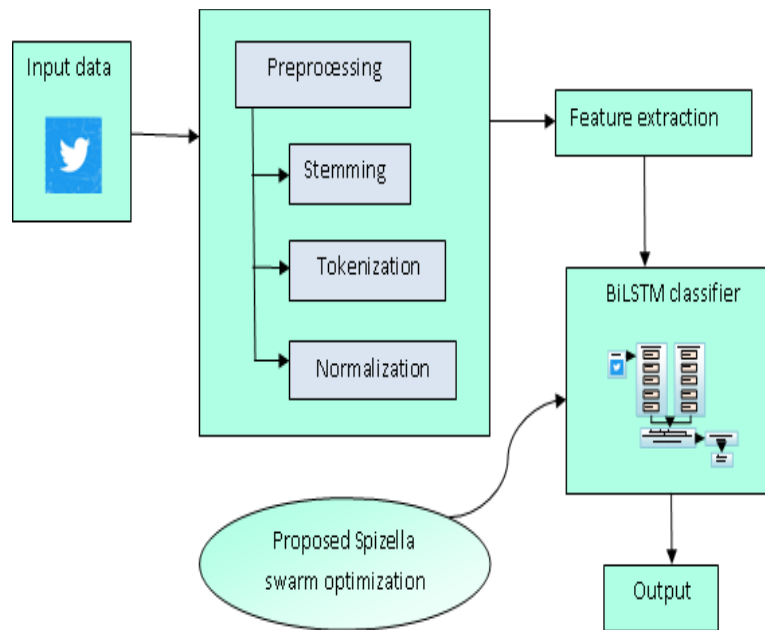 Input data
Preprocessing
Stemming
Tokenization
Normalization
Feature extraction
BiLSTM classifier
Proposed Spizella
swarm optimization
Output